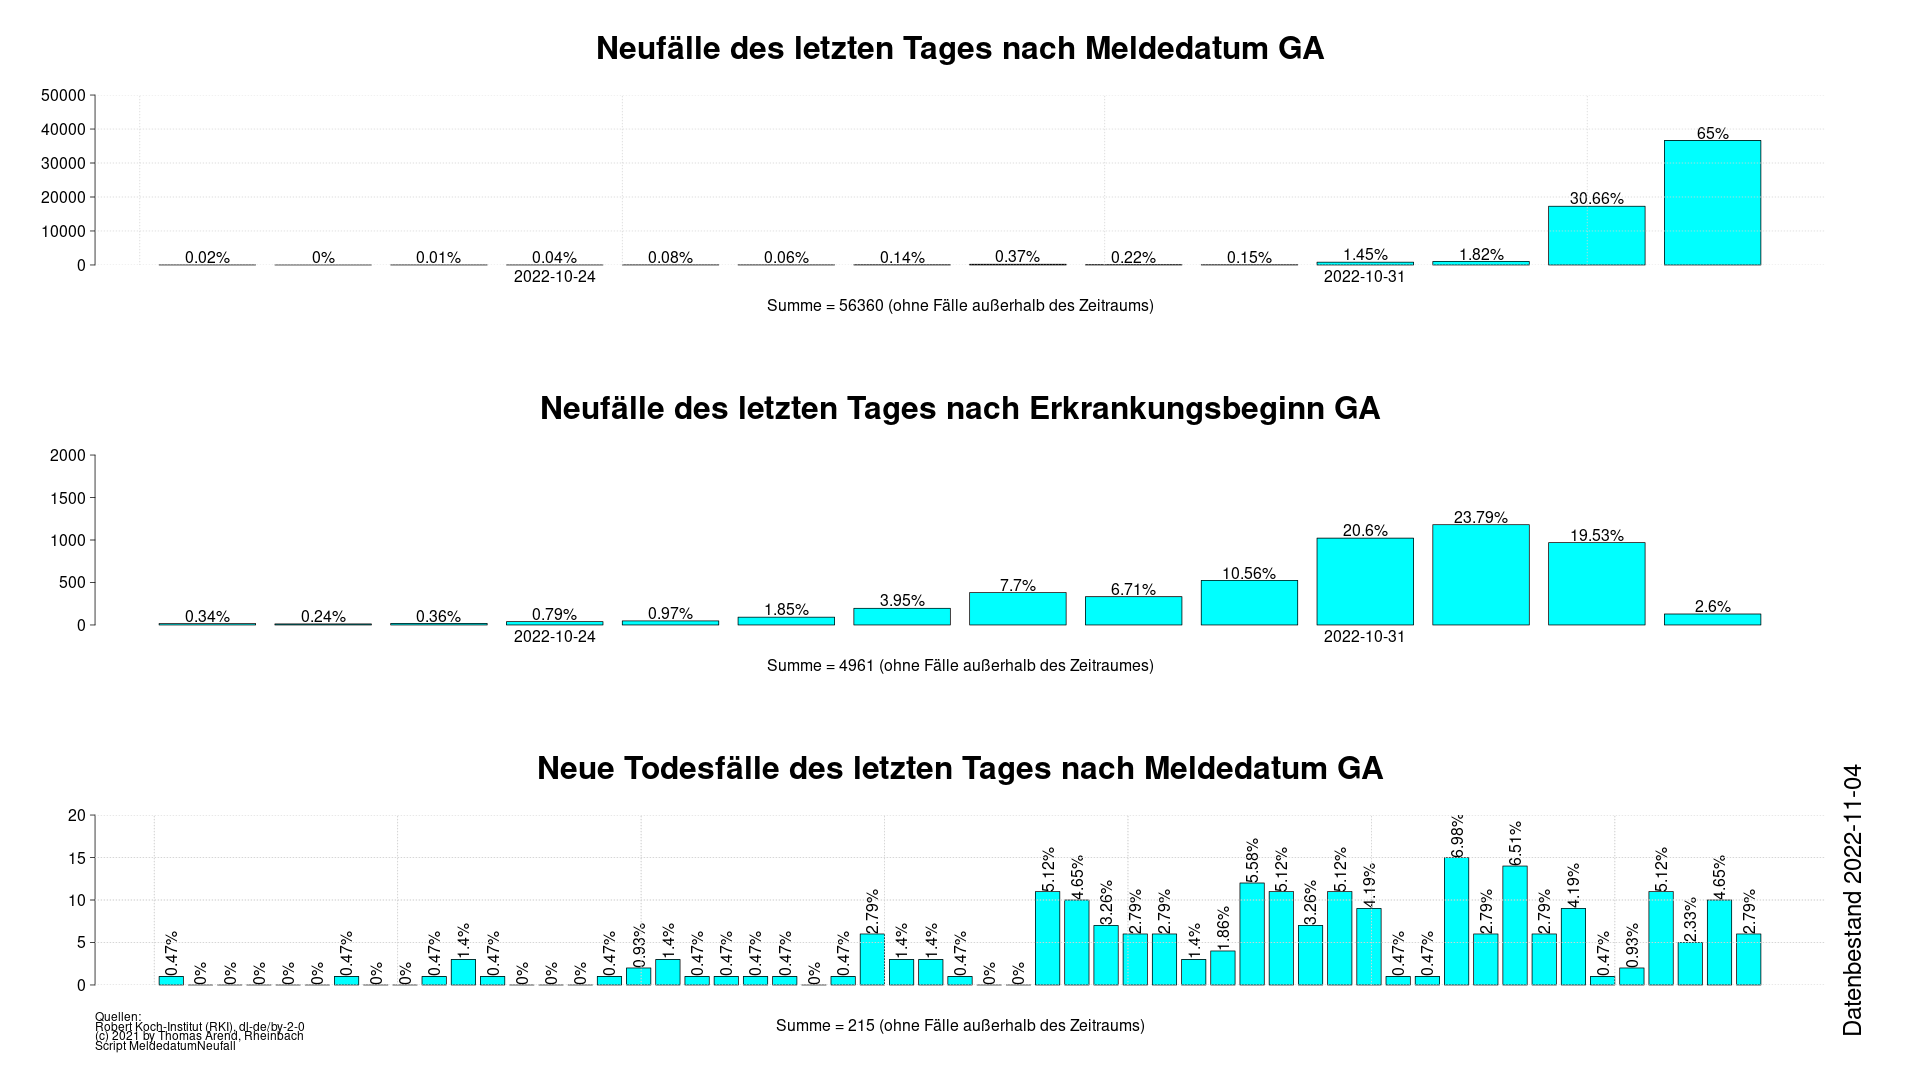 Neufälle des letzten Tages nach Meldedatum GA
50000
40000
30000
20000
10000
0
0.02% 0% 0.01% 0.04% 0.08% 0.06% 0.14% 0.37% 0.22% 0.15% 1.45% 1.82% 30.66% 65%
2022-10-24 2022-10-31
Summe = 56360 (ohne Fälle außerhalb des Zeitraums)
Neufälle des letzten Tages nach Erkrankungsbeginn GA
2000
1500
1000
500
0
0.34% 0.24% 0.36% 0.79% 0.97% 1.85% 3.95% 7.7% 6.71% 10.56% 20.6% 23.79% 19.53% 2.6%
2022-10-24 2022-10-31
Summe = 4961 (ohne Fälle außerhalb des Zeitraumes)
Neue Todesfälle des letzten Tages nach Meldedatum GA
20
15
10
5
0
0.47% 0% 0% 0% 0% 0% 0.47% 0% 0% 0.47% 1.4% 0.47% 0% 0% 0% 0.47% 0.93% 1.4% 0.47% 0.47% 0.47% 0.47% 0% 0.47% 2.79% 1.4% 1.4% 0.47% 0% 0% 5.12% 4.65% 3.26% 2.79% 2.79% 1.4% 1.86% 5.58% 5.12% 3.26% 5.12% 4.19% 0.47% 0.47% 6.98% 2.79% 6.51% 2.79% 4.19% 0.47% 0.93% 5.12% 2.33% 4.65% 2.79%
Summe = 215 (ohne Fälle außerhalb des Zeitraums)
Quellen:
Robert Koch-Institut (RKI), dl-de/by-2-0
(c) 2021 by Thomas Arend, Rheinbach
Script MeldedatumNeufall
Datenbestand 2022-11-04